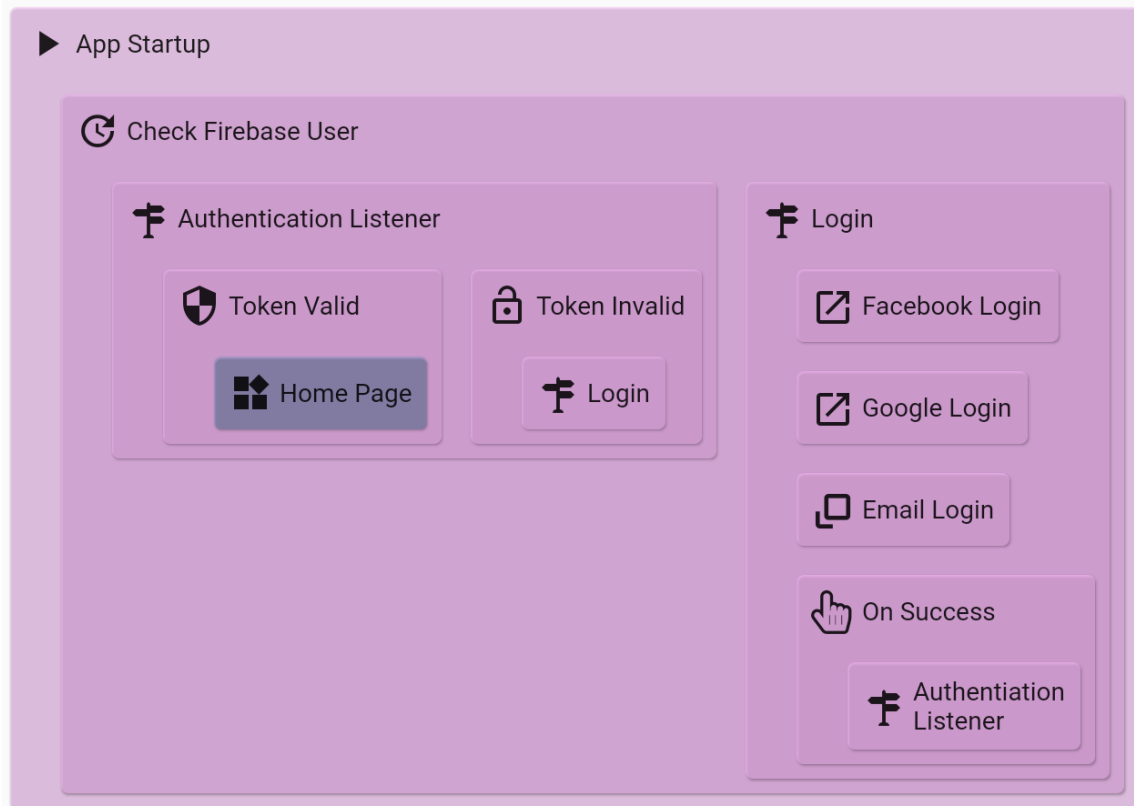 App Startup
Check Firebase User
Authentication Listener
Token Valid
Home Page
Token Invalid
Login
Login
Facebook Login
Google Login
Email Login
On Success
Authentiation
Listener